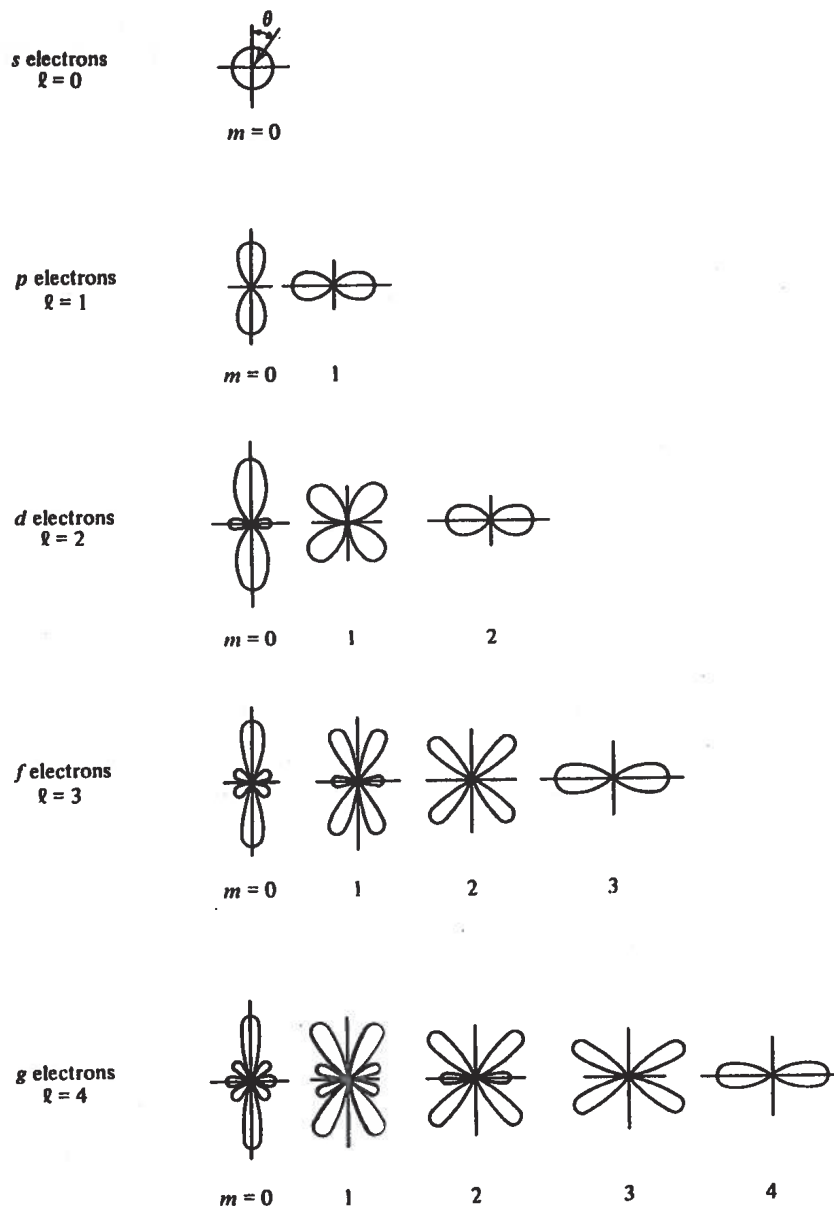 θ
s electrons
ℓ = 0
m = 0
p electrons
ℓ = 1
m = 0 1
d electrons
ℓ = 2
m = 0 1 2
f electrons
ℓ = 3
m = 0 1 2 3
g electrons
ℓ = 4
m = 0 1 2 3 4